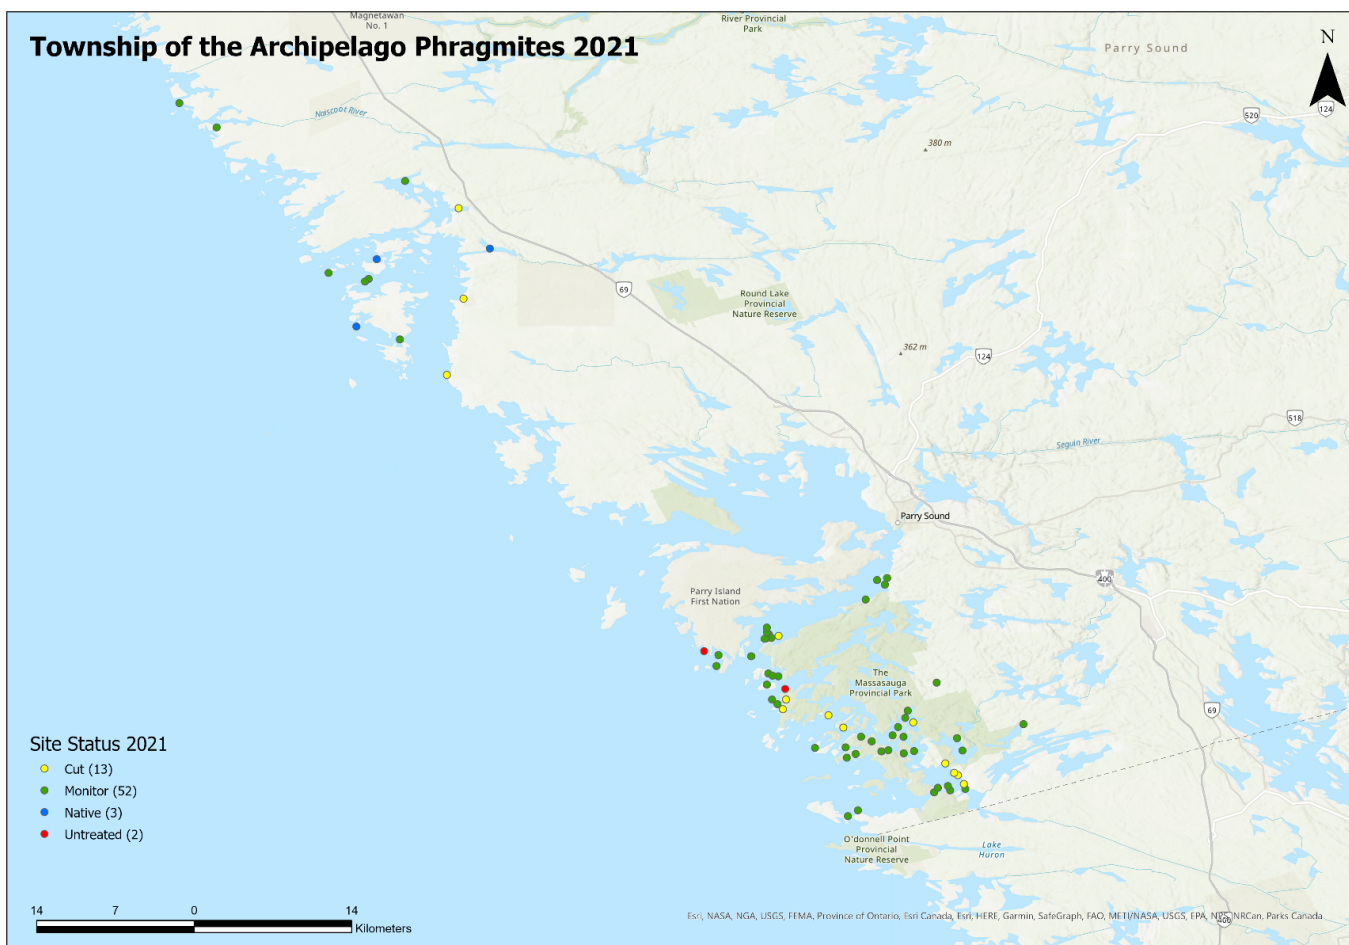 Magnetawan
No. 1
River Provincial
Park
Township of the Archipelago Phragmites 2021
Parry Sound
N
Naiscoot River
520
124
380 m
69
Round Lake
Provincial
Nature Reserve
362 m
124
518
Seguin River
Parry Sound
400
Parry Island
First Nation
The
Massasauga
Provincial Park
69
Site Status 2021
Cut (13)
Monitor (52)
Native (3)
Untreated (2)
O'donnell Point
Provincial
Nature Reserve
Lake
Huron
14 7 0 14
Kilometers
Esri, NASA, NGA, USGS, FEMA, Province of Ontario, Esri Canada, Esri, HERE, Garmin, SafeGraph, FAO, METI/NASA, USGS, EPA, NPS, NRCan, Parks Canada
400